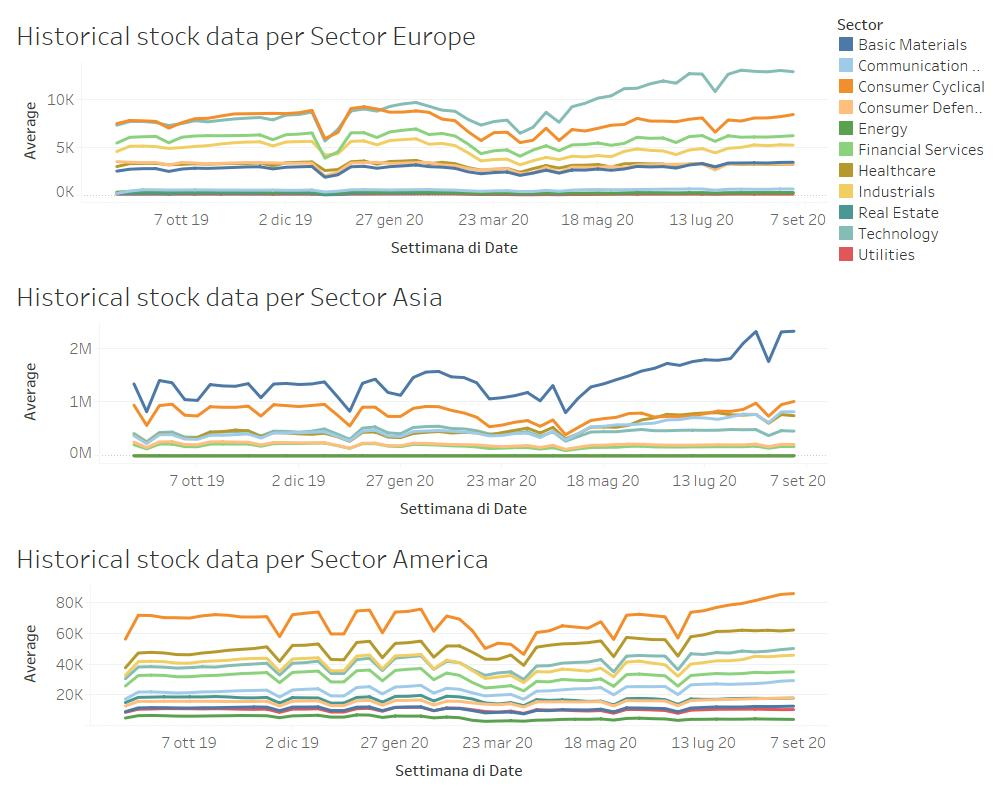 Historical stock data per Sector Europe
Average
10K
5K
0K
7 ott 19 2 dic 19 27 gen 20 23 mar 20 18 mag 20 13 lug 20 7 set 20
Settimana di Date
Sector
Basic Materials
Communication ..
Consumer Cyclical
Consumer Defen..
Energy
Financial Services
Healthcare
Industrials
Real Estate
Technology
Utilities
Historical stock data per Sector Asia
Average
2M
1M
0M
7 ott 19 2 dic 19 27 gen 20 23 mar 20 18 mag 20 13 lug 20 7 set 20
Settimana di Date
Historical stock data per Sector America
Average
80K
60K
40K
20K
7 ott 19 2 dic 19 27 gen 20 23 mar 20 18 mag 20 13 lug 20 7 set 20
Settimana di Date